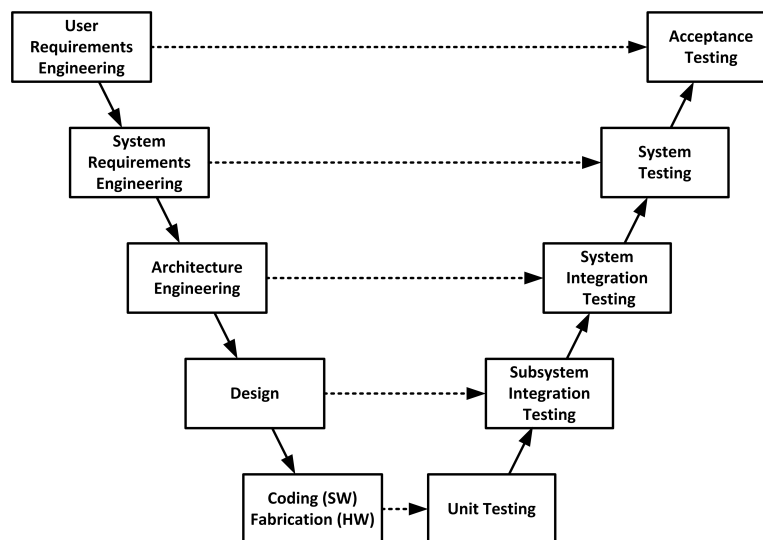 User
Requirements
Engineering
Acceptance
Testing
System
Requirements
Engineering
System
Testing
Architecture
Engineering
System
Integration
Testing
Design
Subsystem
Integration
Testing
Coding (SW)
Fabrication (HW)
Unit Testing